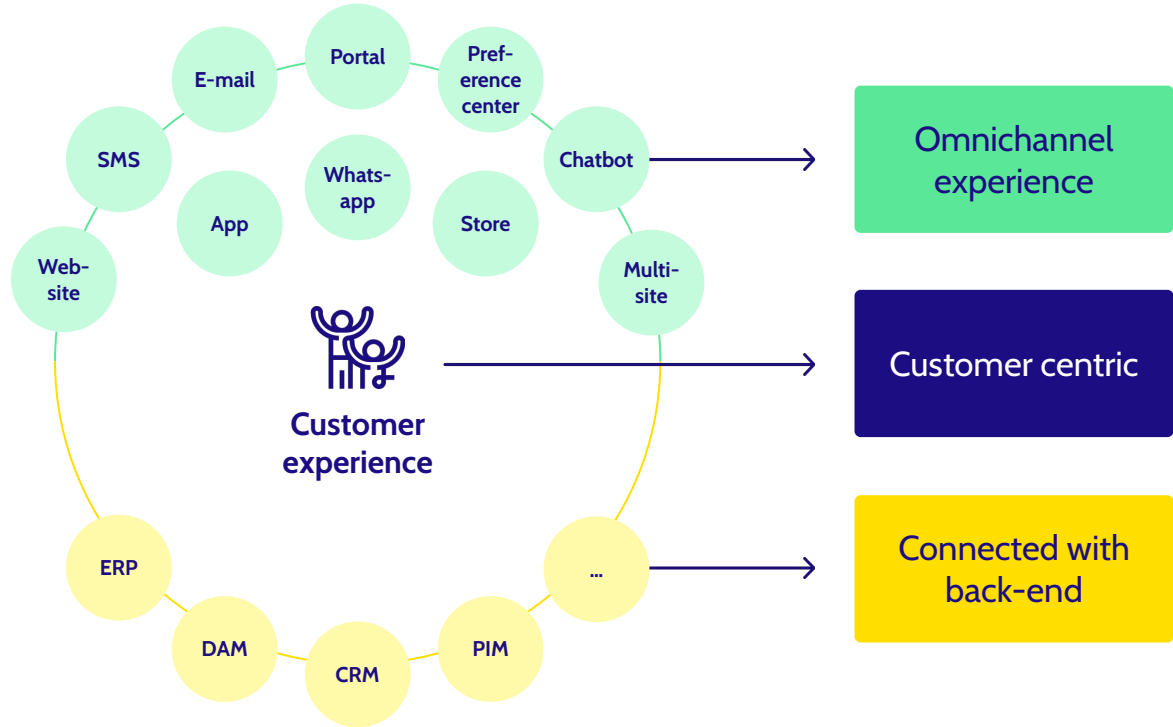 Portal
E-mail
Pref-
erence
center
SMS
Whats-
app
Chatbot
App
Store
Web-
site
Multi-
site
Customer
experience
ERP
DAM
CRM
PIM
...
Omnichannel
experience
Customer centric
Connected with
back-end